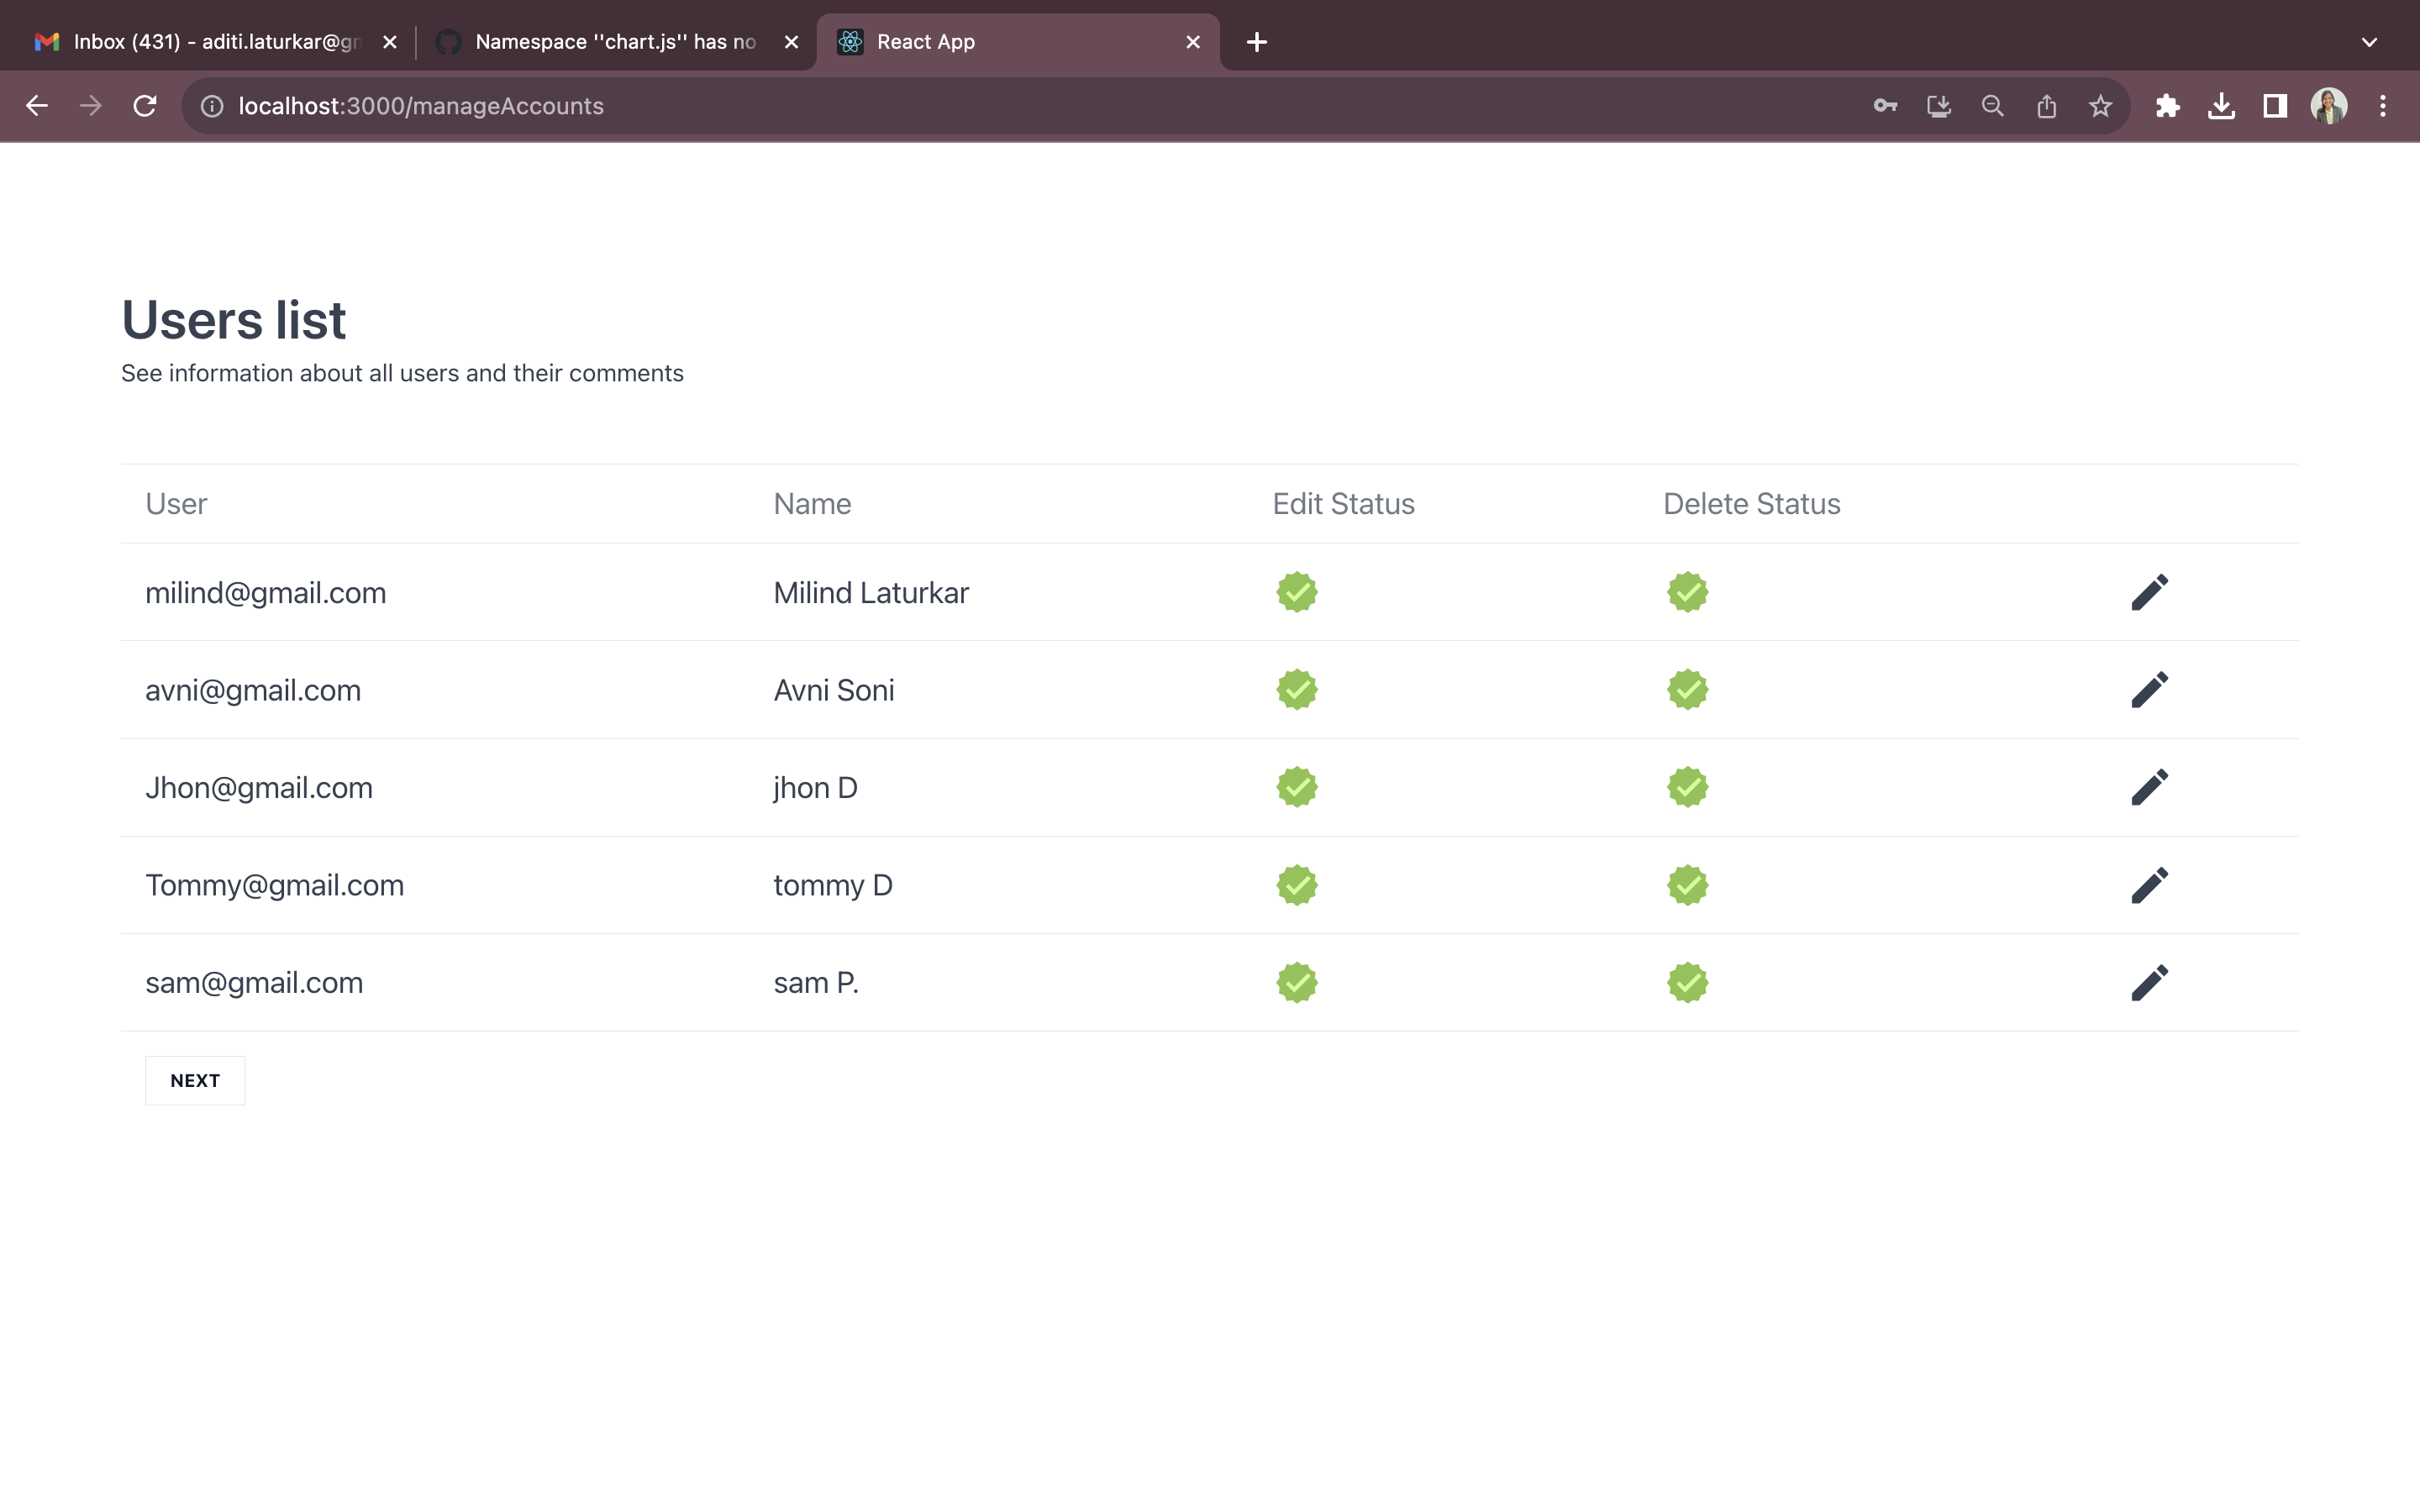 Inbox (431) - aditi.laturkar@gr
Namespace ''chart.js'' has no
React App
localhost:3000/manageAccounts
Users list
See information about all users and their comments
User Name Edit Status Delete Status
milind@gmail.com Milind Laturkar
avni@gmail.com Avni Soni
Jhon@gmail.com jhon D
Tommy@gmail.com tommy D
sam@gmail.com sam P.
NEXT